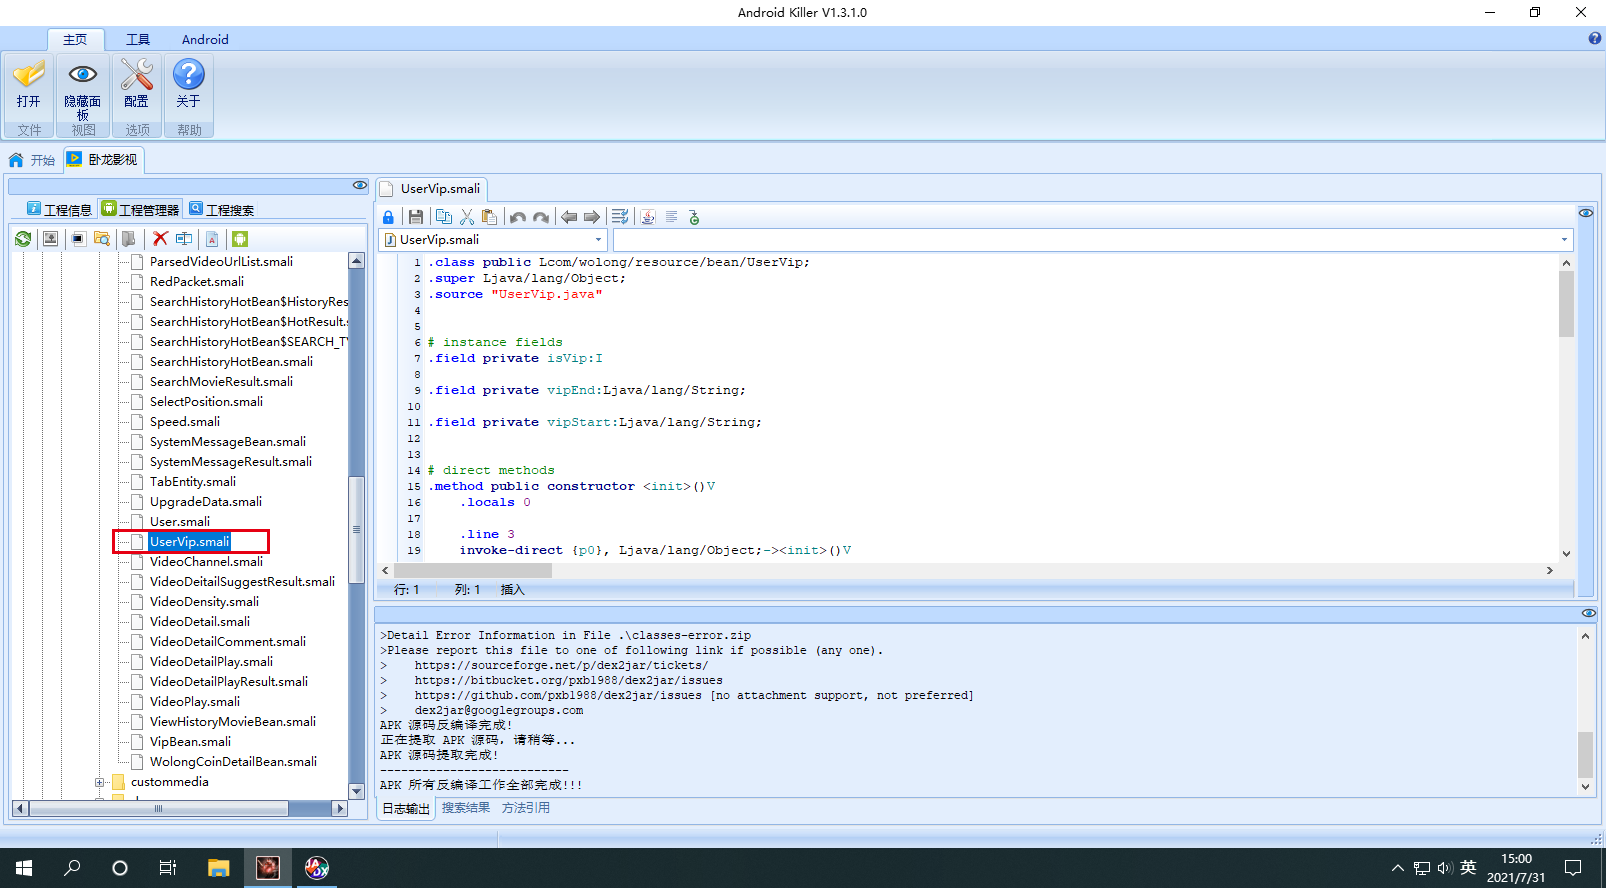 Android Killer V1.3.1.0
主页 工具 Android
打开 隐藏面板 配置 关于
文件 视图 选项 帮助
开始 卧龙影视
工程信息 工程管理器 工程搜索
ParsedVideoUrlList.smali
RedPacket.smali
SearchHistoryHotBean$HistoryRes
SearchHistoryHotBean$HotResult.s
SearchHistoryHotBean$SEARCH_TV
SearchHistoryHotBean.smali
SearchMovieResult.smali
SelectPosition.smali
Speed.smali
SystemMessageBean.smali
SystemMessageResult.smali
TabEntity.smali
UpgradeData.smali
User.smali
UserVip.smali
VideoChannel.smali
VideoDeitailSuggestResult.smali
VideoDensity.smali
VideoDetail.smali
VideoDetailComment.smali
VideoDetailPlay.smali
VideoDetailPlayResult.smali
VideoPlay.smali
ViewHistoryMovieBean.smali
VipBean.smali
WolongCoinDetailBean.smali
custommedia
UserVip.smali
UserVip.smali
1 .class public Lcom/wolong/resource/bean/UserVip;
2 .super Ljava/lang/Object;
3 .source "UserVip.java"
4
5
6 # instance fields
7 .field private isVip:I
8
9 .field private vipEnd:Ljava/lang/String;
10
11 .field private vipStart:Ljava/lang/String;
12
13
14 # direct methods
15 .method public constructor <init>()V
16 .locals 0
17
18 .line 3
19 invoke-direct {p0}, Ljava/lang/Object;-><init>()V
行: 1 列: 1 插入
>Detail Error Information in File .\classes-error.zip
>Please report this file to one of following link if possible (any one).
> https://sourceforge.net/p/dex2jar/tickets/
> https://bitbucket.org/pxb1988/dex2jar/issues
> https://github.com/pxb1988/dex2jar/issues [no attachment support, not preferred]
> dex2jar@googlegroups.com
APK 源码反编译完成!
正在提取 APK 源码，请稍等...
APK 源码提取完成!
---------------------------
APK 所有反编译工作全部完成!!!
日志输出 搜索结果 方法引用
英
15:00
2021/7/31